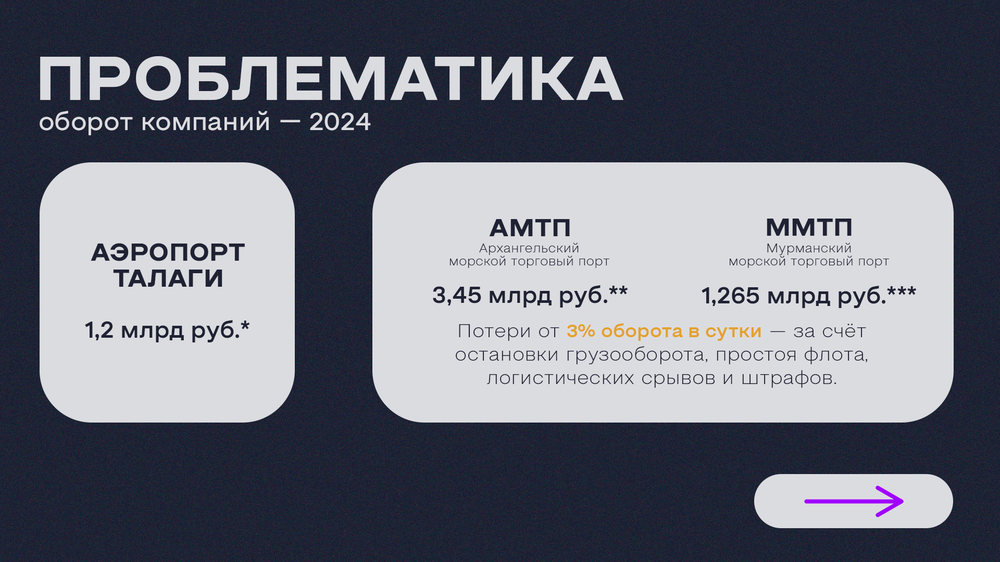 ПРОБЛЕМАТИКА
оборот компаний — 2024
АЭРОПОРТ
ТАЛАГИ
1,2 млрд руб.*
АМТП
Архангельский
морской торговый порт
3,45 млрд руб.**
ММТП
Мурманский
морской торговый порт
1,265 млрд руб.***
Потери от 3% оборота в сутки — за счёт
остановки грузооборота, простоя флота,
логистических срывов и штрафов.